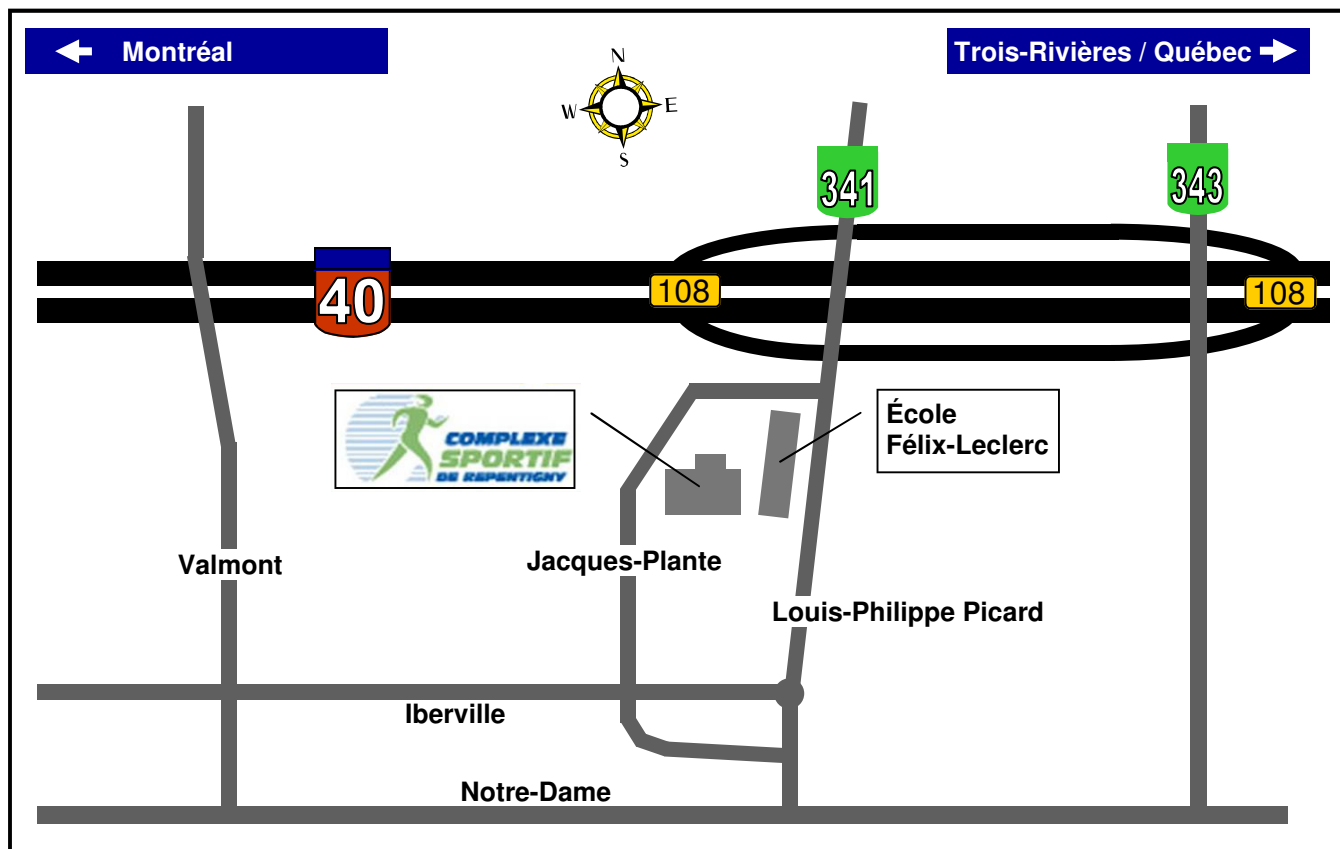 Montréal
Trois-Rivières / Québec
N
W
E
S
341
343
40
108
108
COMPLEXE
SPORTIF
DE REPENTIGNY
École
Félix-Leclerc
Valmont
Jacques-Plante
Louis-Philippe Picard
Iberville
Notre-Dame